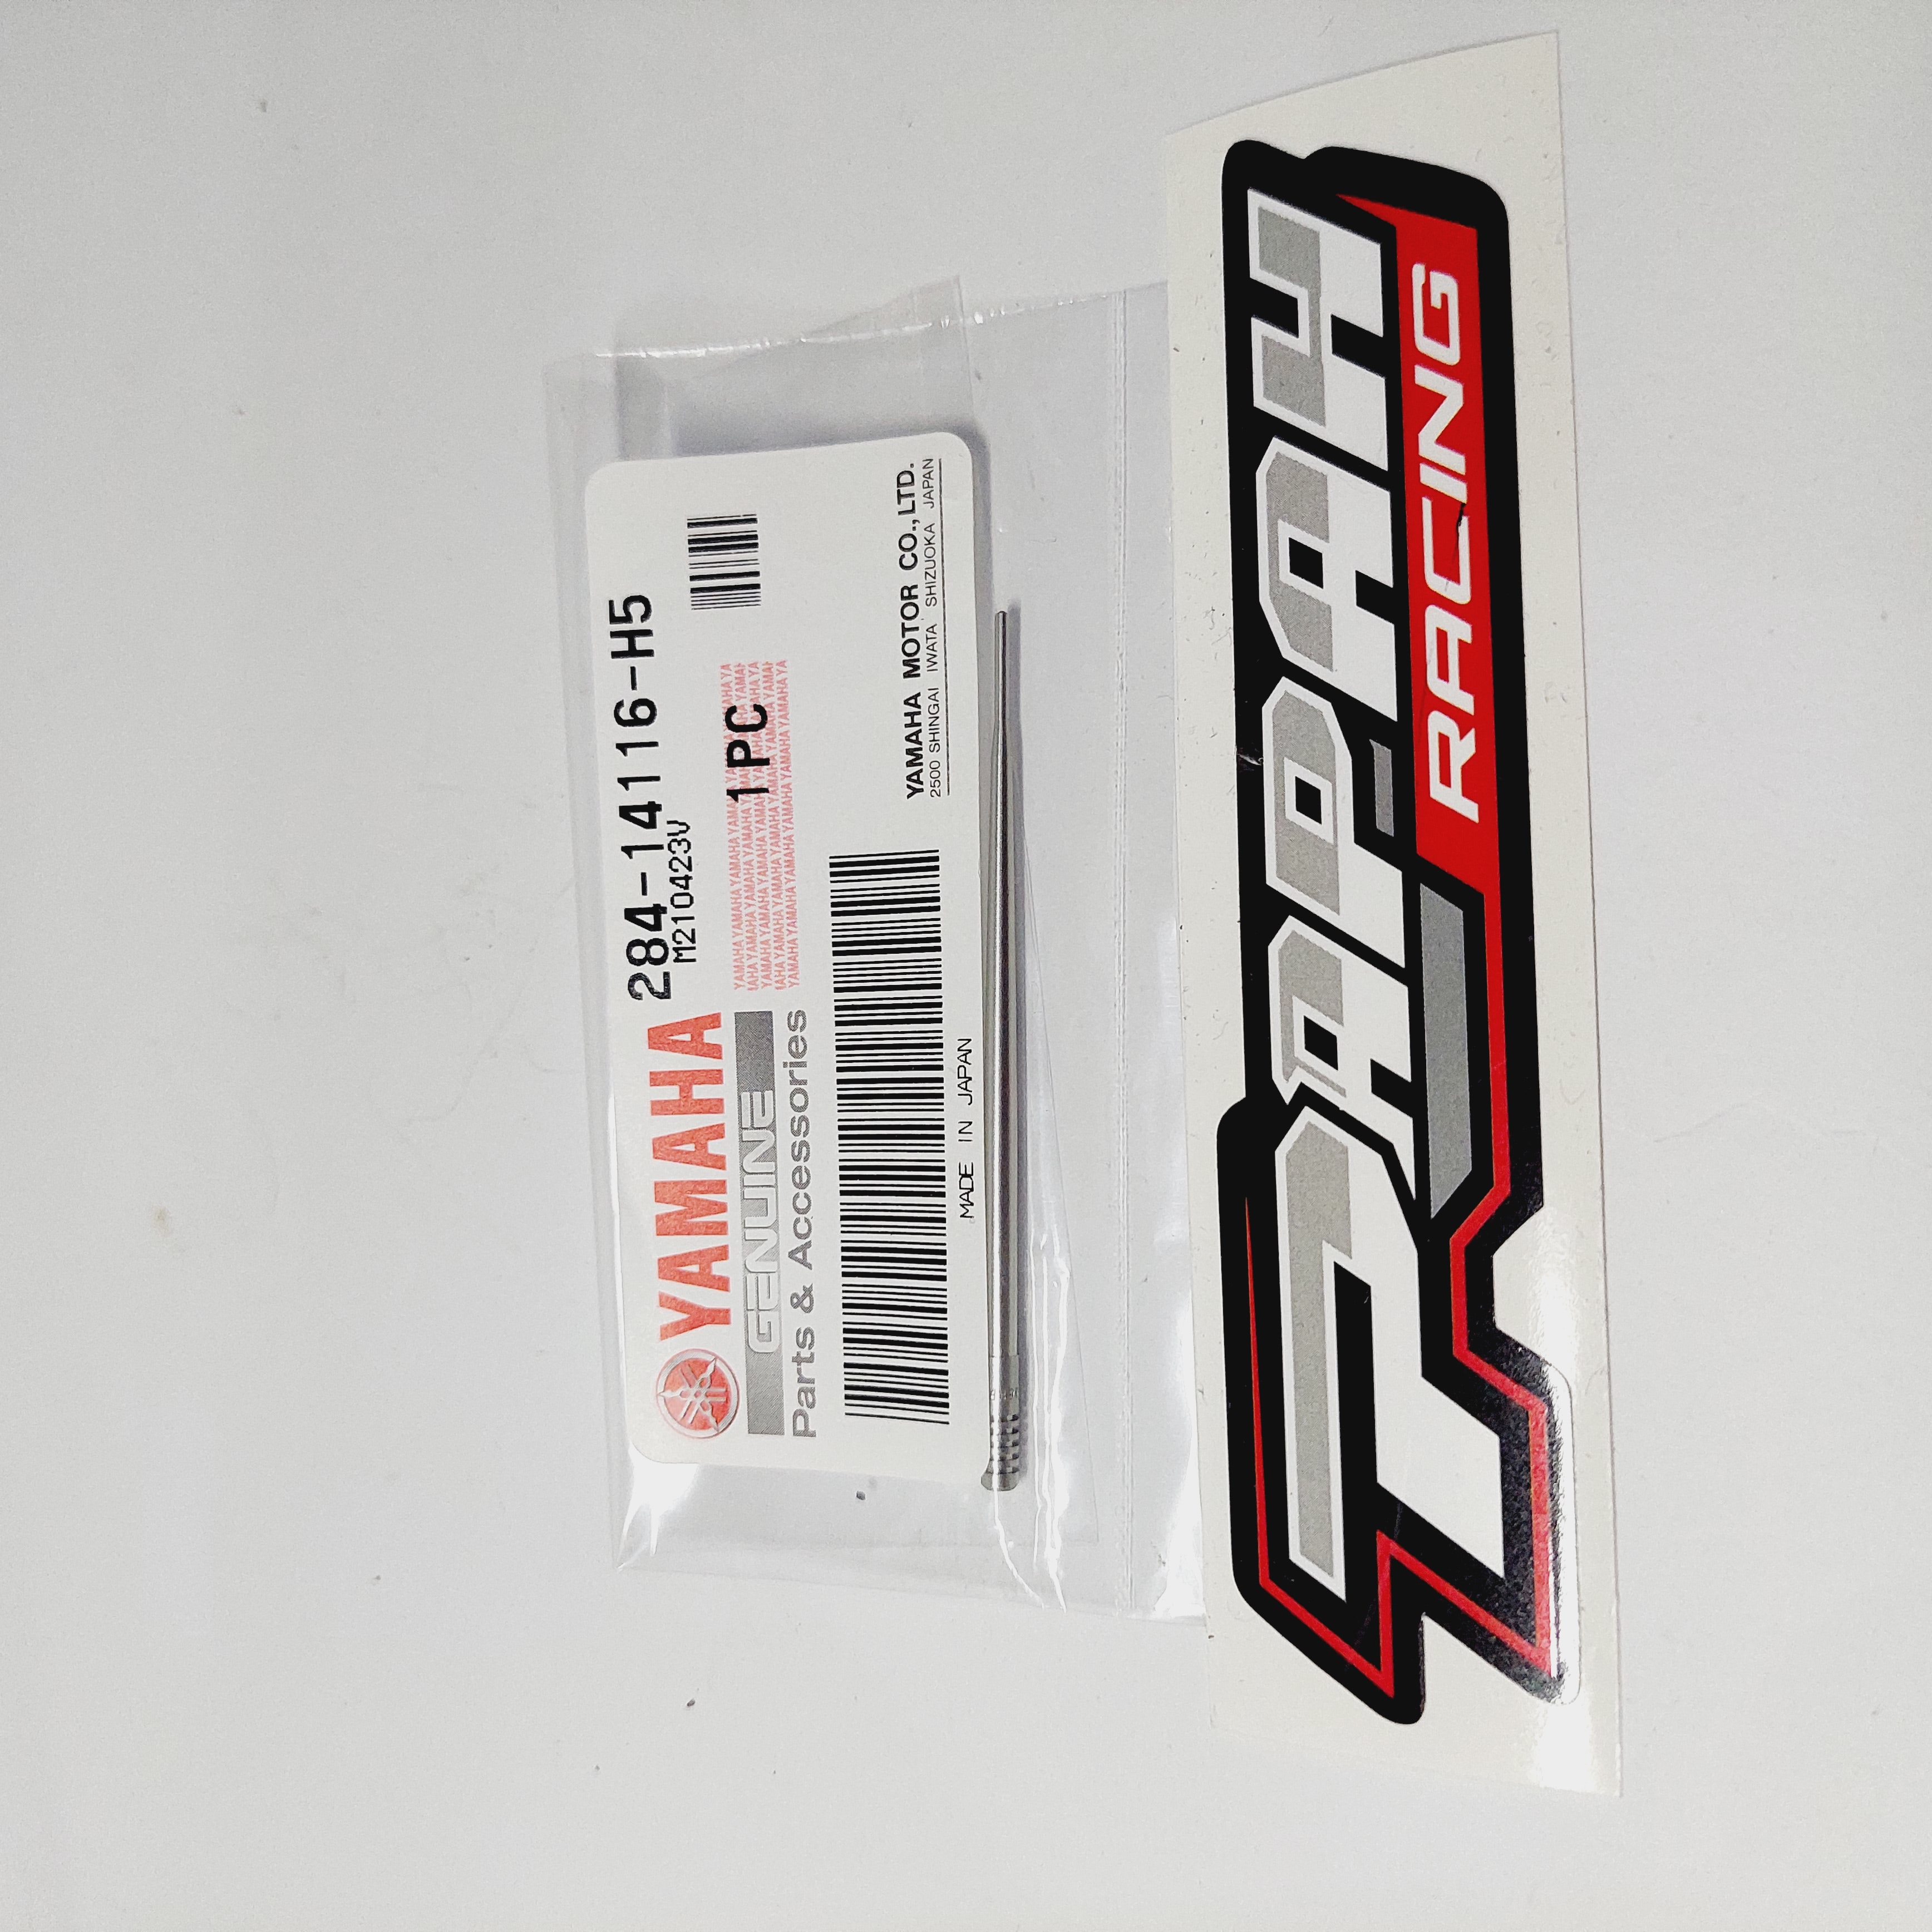 284-14116-H5
M210423V
YAMAHA
GENUINE
Parts & Accessories
1PC
YAMAHA MOTOR CO.,LTD.
2500 SHINGAI IWATA SHIZUOKA JAPAN
MADE IN JAPAN
RACING